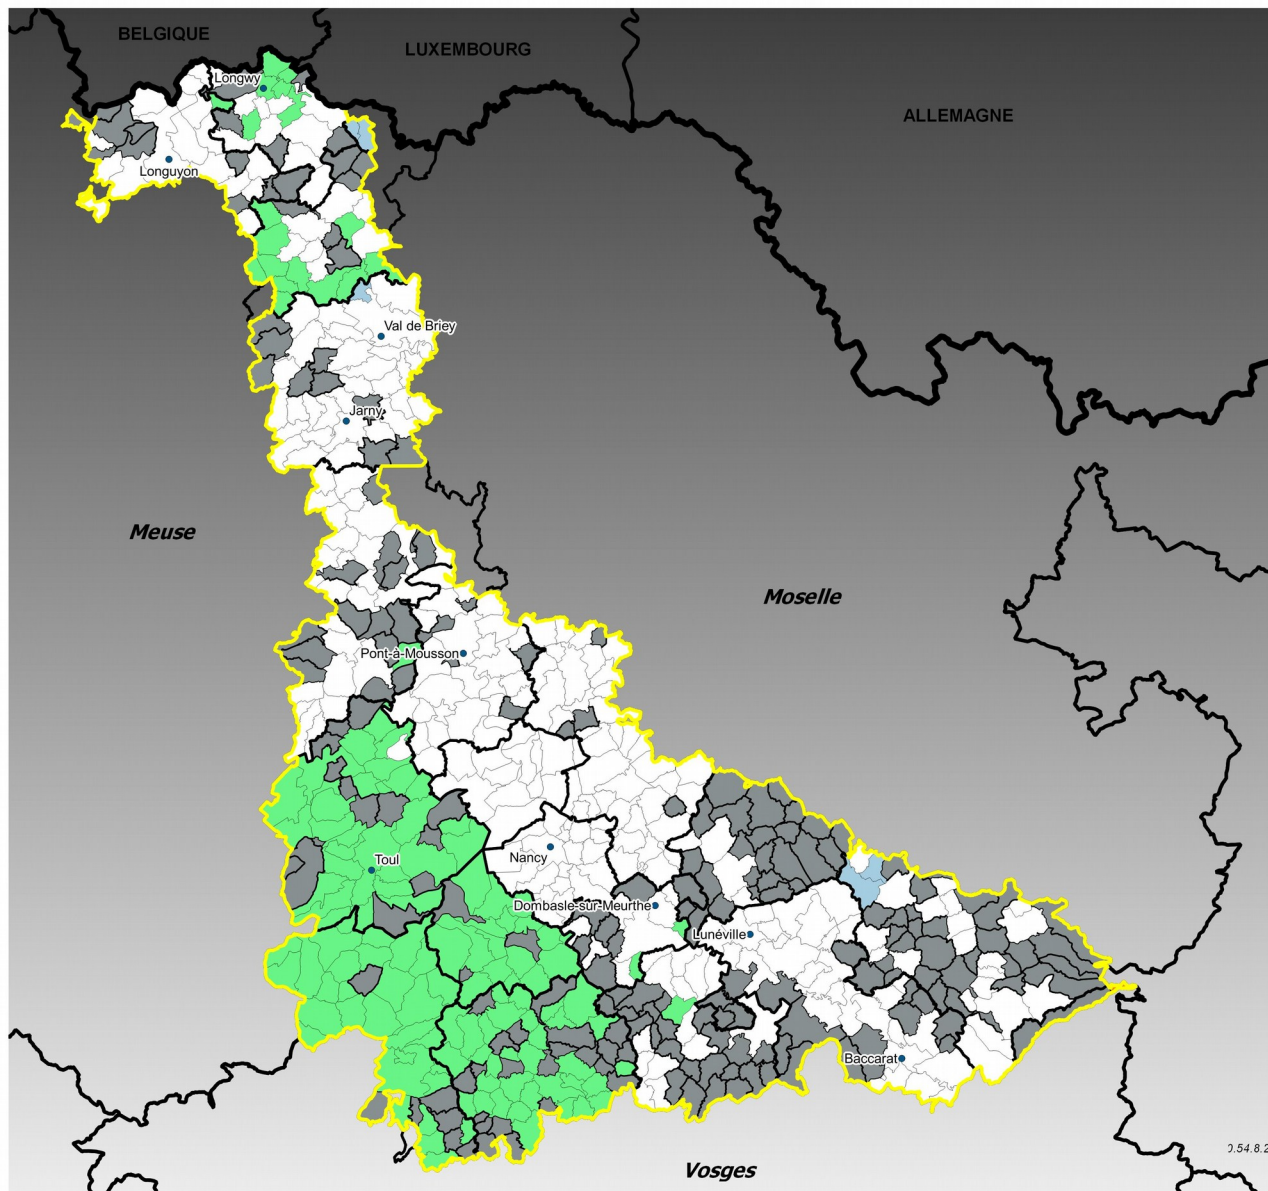 BELGIQUE
LUXEMBOURG
Longwy
ALLEMAGNE
Longuyon
Val de Briey
Jarny
Meuse
Moselle
Pont-à-Mousson
Toul
Nancy
Dombasle-sur-Meurthe
Lunéville
Baccarat
Vosges